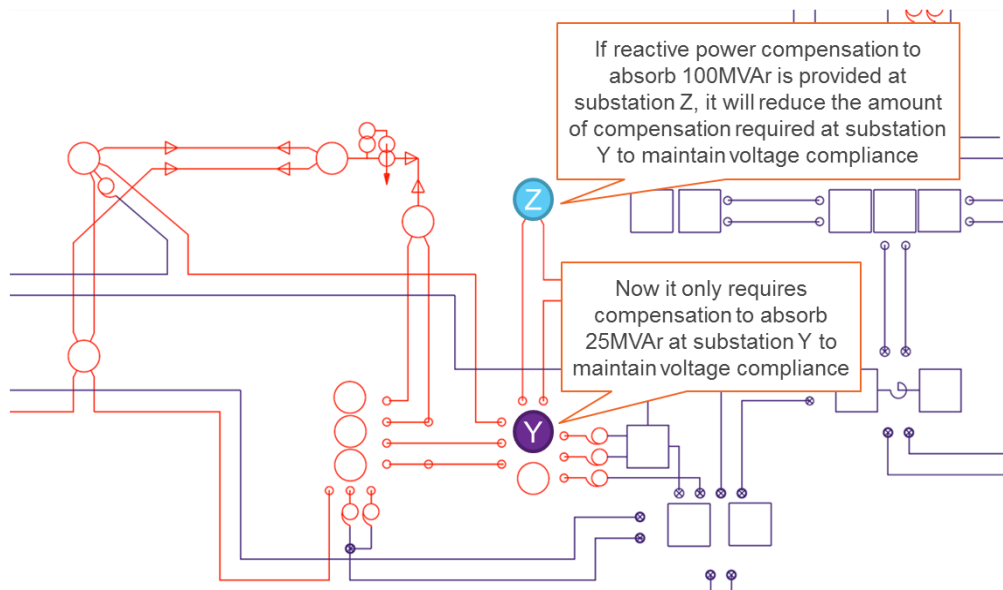 If reactive power compensation to
absorb 100MVAr is provided at
substation Z, it will reduce the amount
of compensation required at substation
Y to maintain voltage compliance
Z
Now it only requires
compensation to absorb
25MVAr at substation Y to
maintain voltage compliance
Y